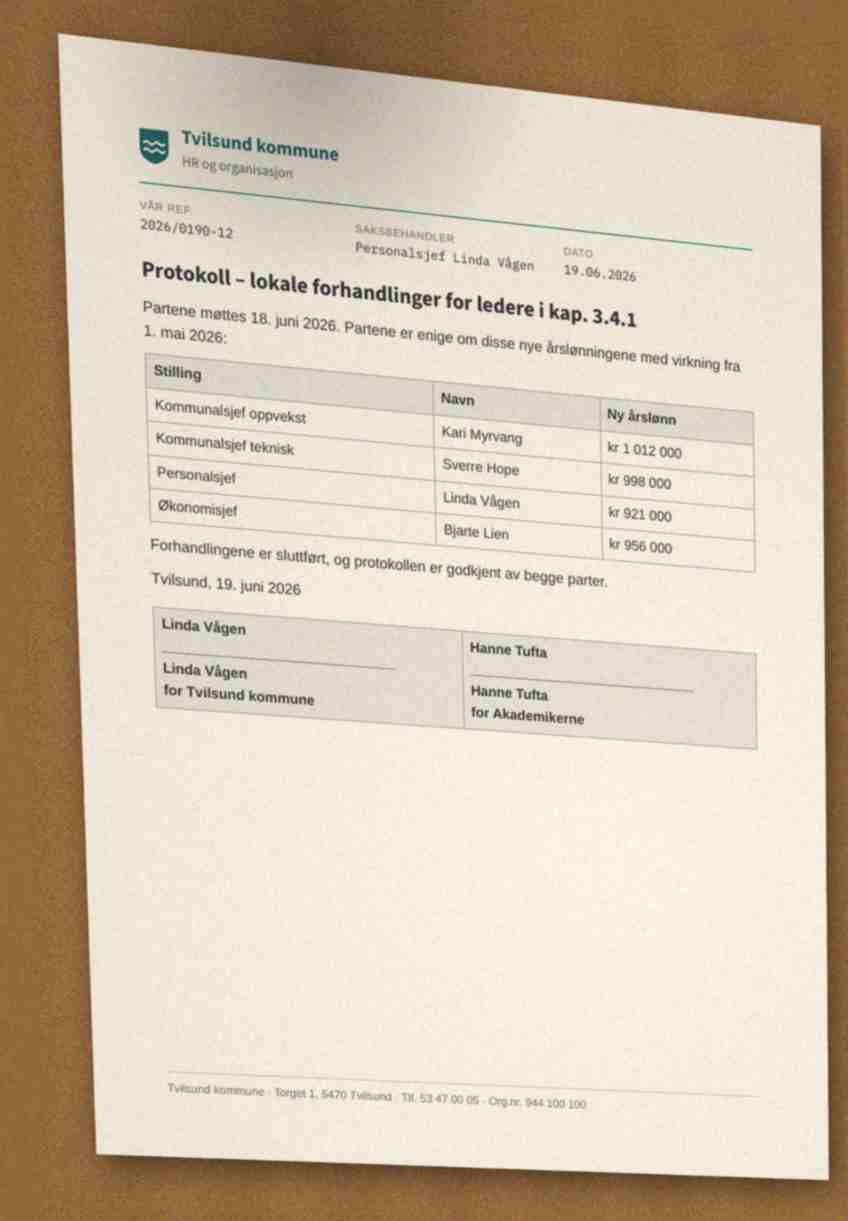 Tvilsund kommune
HR og organisasjon
VÅR REF. SAKSBEHANDLER DATO
2026/0190-12 Personalsjef Linda Vågen 19.06.2026
Protokoll – lokale forhandlinger for ledere i kap. 3.4.1
Partene møttes 18. juni 2026. Partene er enige om disse nye årslønningene med virkning fra
1. mai 2026:
Stilling Navn Ny årslønn
Kommunalsjef oppvekst Kari Myrvang kr 1 012 000
Kommunalsjef teknisk Sverre Hope kr 998 000
Personalsjef Linda Vågen kr 921 000
Økonomisjef Bjarte Lien kr 956 000
Forhandlingene er sluttført, og protokollen er godkjent av begge parter.
Tvilsund, 19. juni 2026
Linda Vågen Hanne Tufta
Linda Vågen Hanne Tufta
for Tvilsund kommune for Akademikerne
Tvilsund kommune · Torget 1, 5470 Tvilsund · Tlf. 53 47 00 05 · Org.nr. 944 100 100